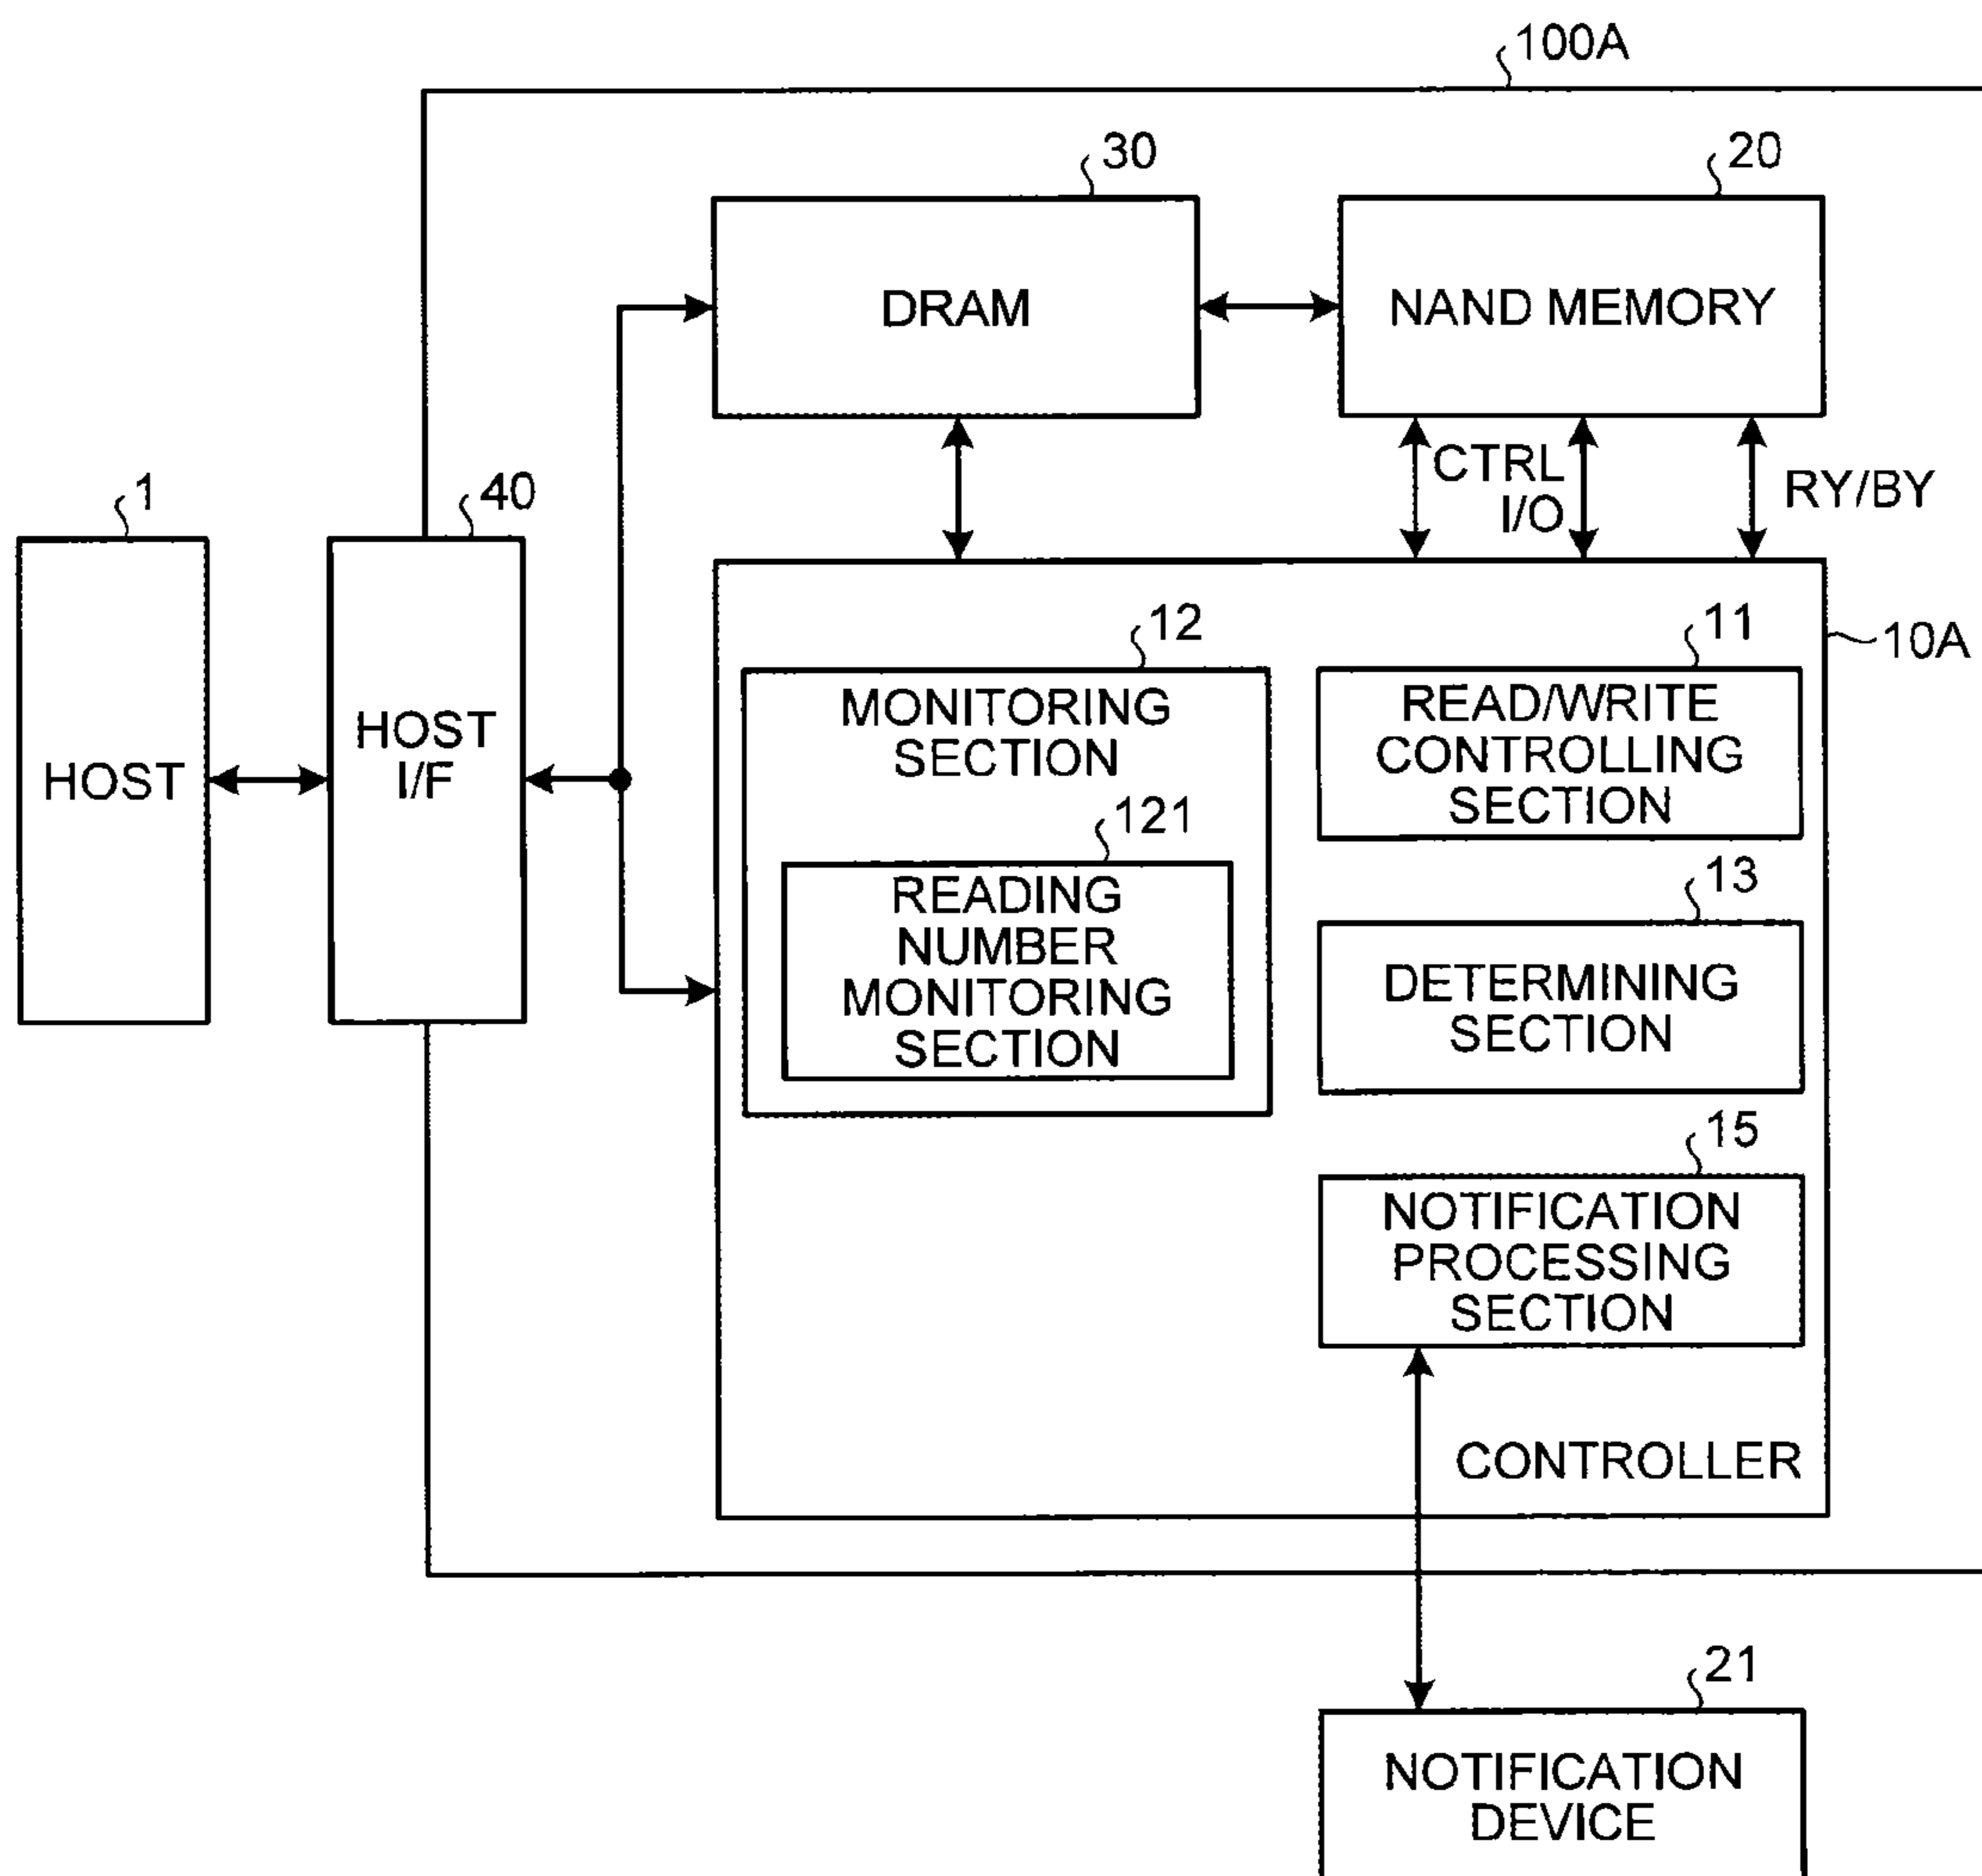 100A
30
20
DRAM
NAND MEMORY
CTRL
I/O
RY/BY
1
40
HOST
HOST
I/F
10A
12
MONITORING
SECTION
121
READING
NUMBER
MONITORING
SECTION
11
READ/WRITE
CONTROLLING
SECTION
13
DETERMINING
SECTION
15
NOTIFICATION
PROCESSING
SECTION
CONTROLLER
21
NOTIFICATION
DEVICE